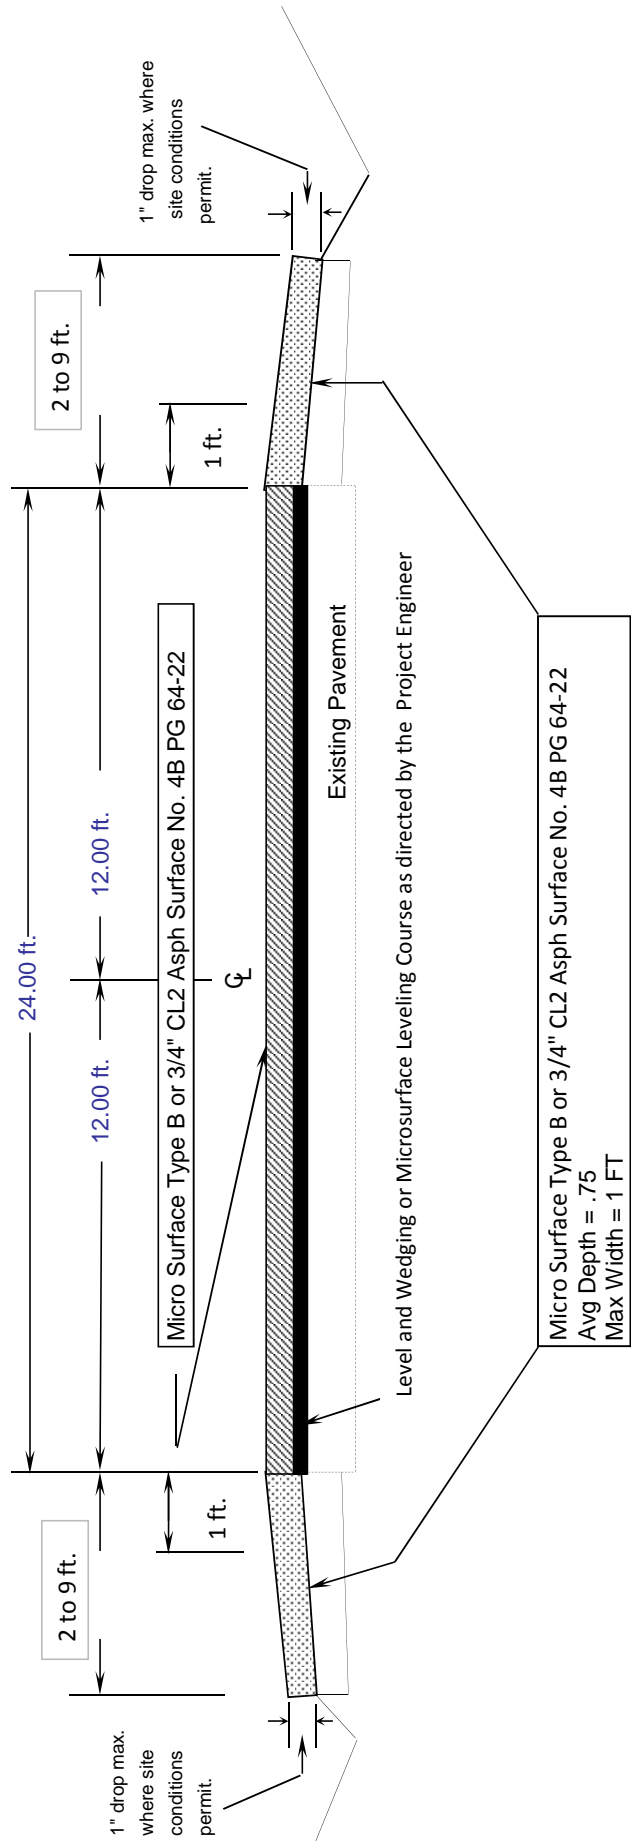 24.00 ft.
12.00 ft.
12.00 ft.
2 to 9 ft.
2 to 9 ft.
1" drop max.
where site
conditions
permit.
1" drop max. where
site conditions
permit.
1 ft.
1 ft.
Micro Surface Type B or 3/4" CL2 Asph Surface No. 4B PG 64-22
CL
Existing Pavement
Level and Wedging or Microsurface Leveling Course as directed by the Project Engineer
Micro Surface Type B or 3/4" CL2 Asph Surface No. 4B PG 64-22
Avg Depth = .75
Max Width = 1 FT